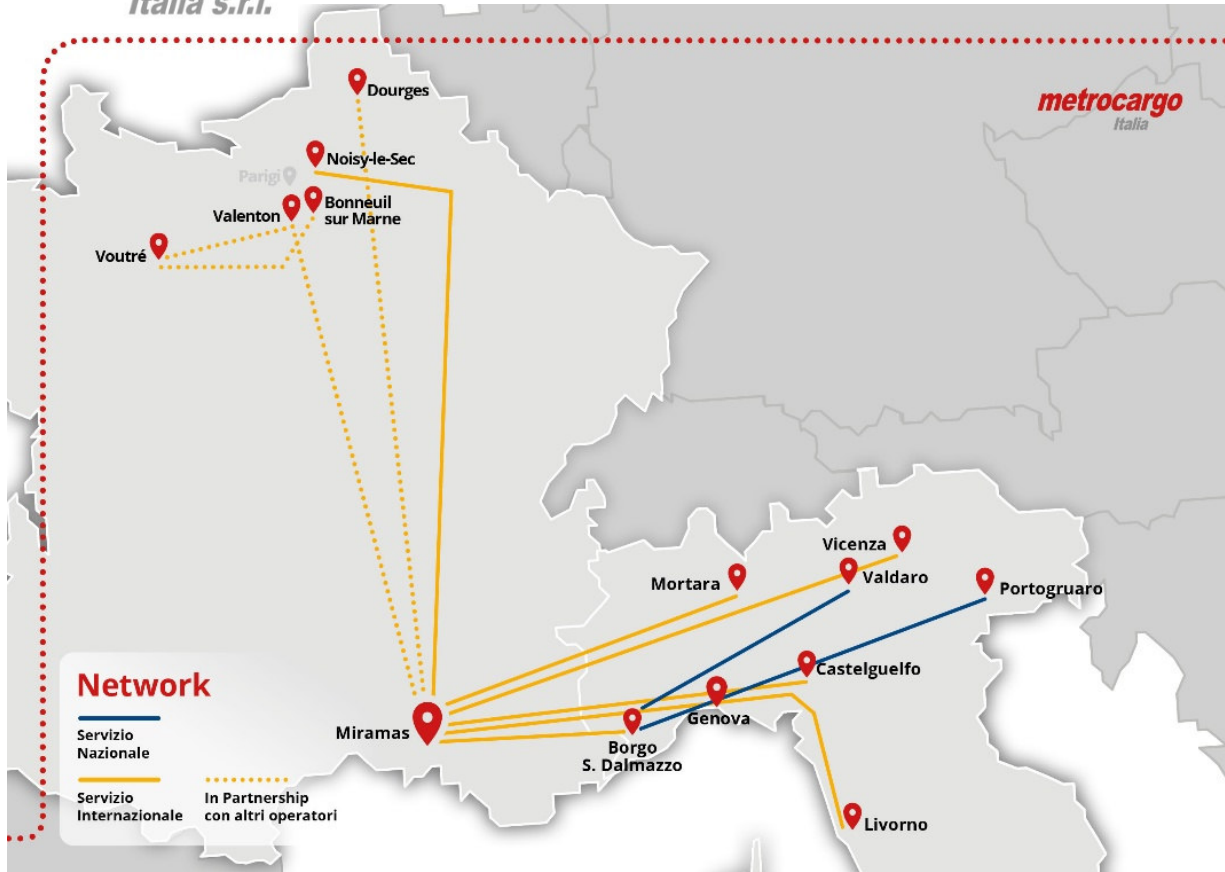 Italia s.r.l.
metrocargo
Italia
Dourges
Noisy-le-Sec
Parigi
Bonneuil
sur Marne
Valenton
Voutré
Vicenza
Valdaro
Mortara
Portogruaro
Castelguelfo
Genova
Miramas
Borgo
S. Dalmazzo
Livorno
Network
Servizio
Nazionale
Servizio
Internazionale
In Partnership
con altri operatori